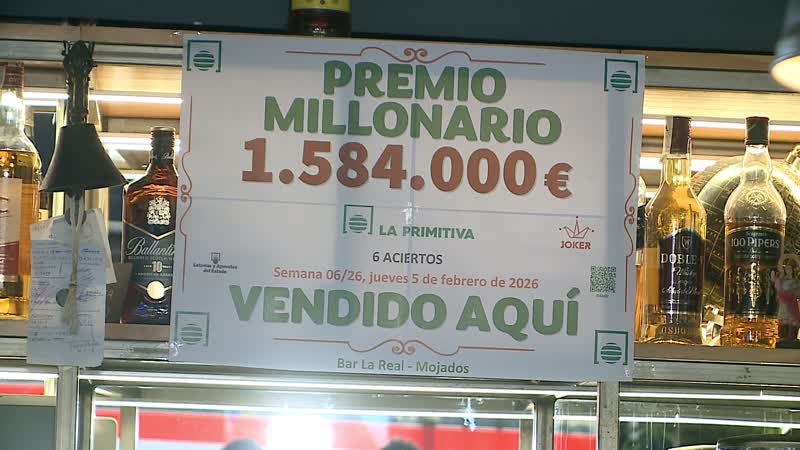 PREMIO
MILLONARIO
1.584.000 €
LA PRIMITIVA
JOKER
6 ACIERTOS
Loterías y Apuestas
del Estado
Semana 06/26, jueves 5 de febrero de 2026
VENDIDO AQUÍ
Bar La Real - Mojados
Ballantine
10
DOBLE
100 PIPERS